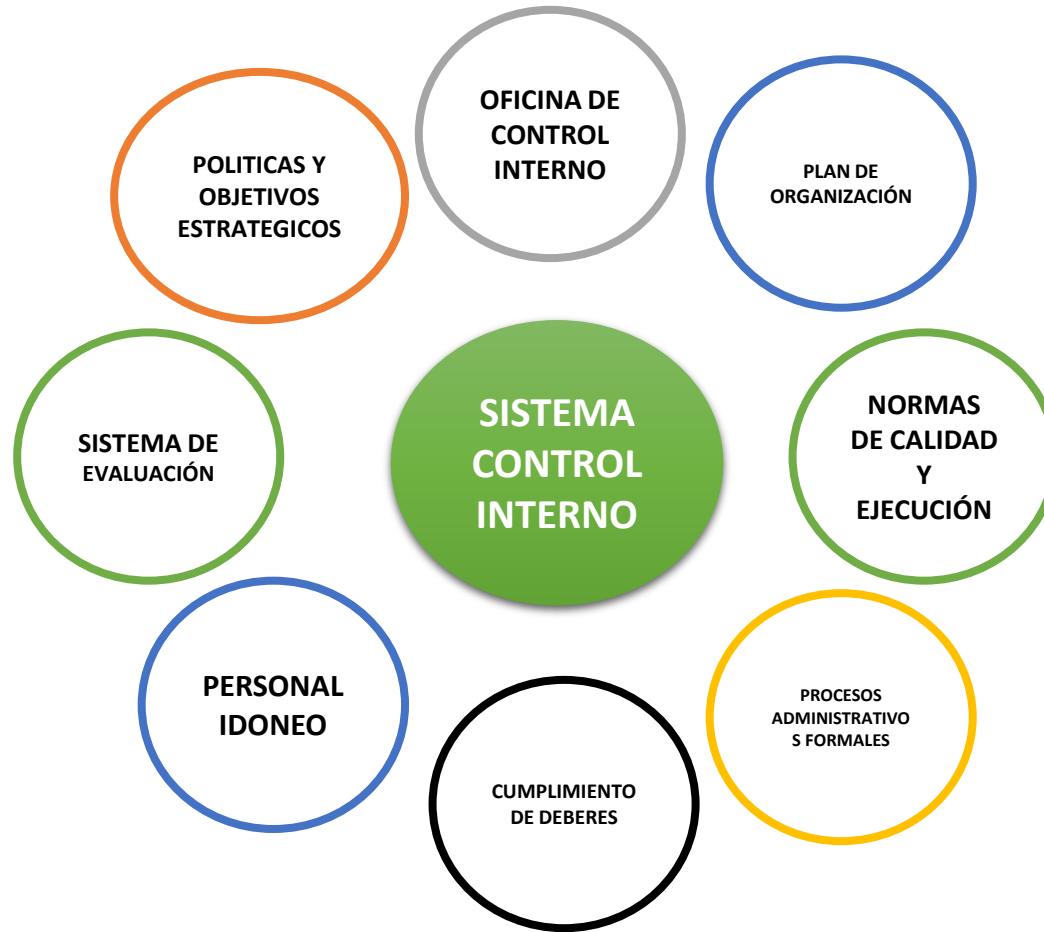 OFICINA DE
CONTROL
INTERNO
PLAN DE
ORGANIZACIÓN
NORMAS
DE CALIDAD
Y
EJECUCIÓN
PROCESOS
ADMINISTRATIVO
S FORMALES
CUMPLIMIENTO
DE DEBERES
PERSONAL
IDONEO
SISTEMA DE
EVALUACIÓN
POLITICAS Y
OBJETIVOS
ESTRATEGICOS
SISTEMA
CONTROL
INTERNO